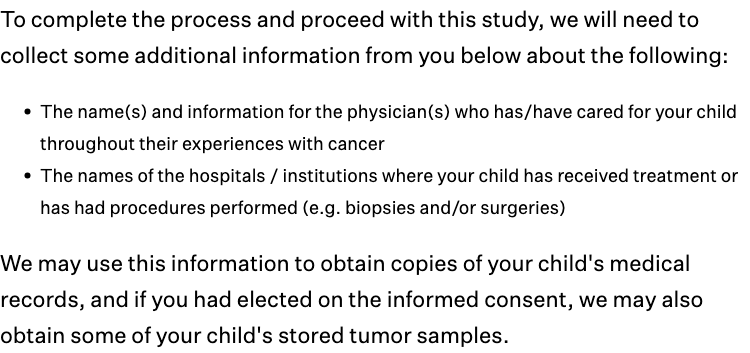 To complete the process and proceed with this study, we will need to
collect some additional information from you below about the following:
• The name(s) and information for the physician(s) who has/have cared for your child
throughout their experiences with cancer
• The names of the hospitals / institutions where your child has received treatment or
has had procedures performed (e.g. biopsies and/or surgeries)
We may use this information to obtain copies of your child's medical
records, and if you had elected on the informed consent, we may also
obtain some of your child's stored tumor samples.